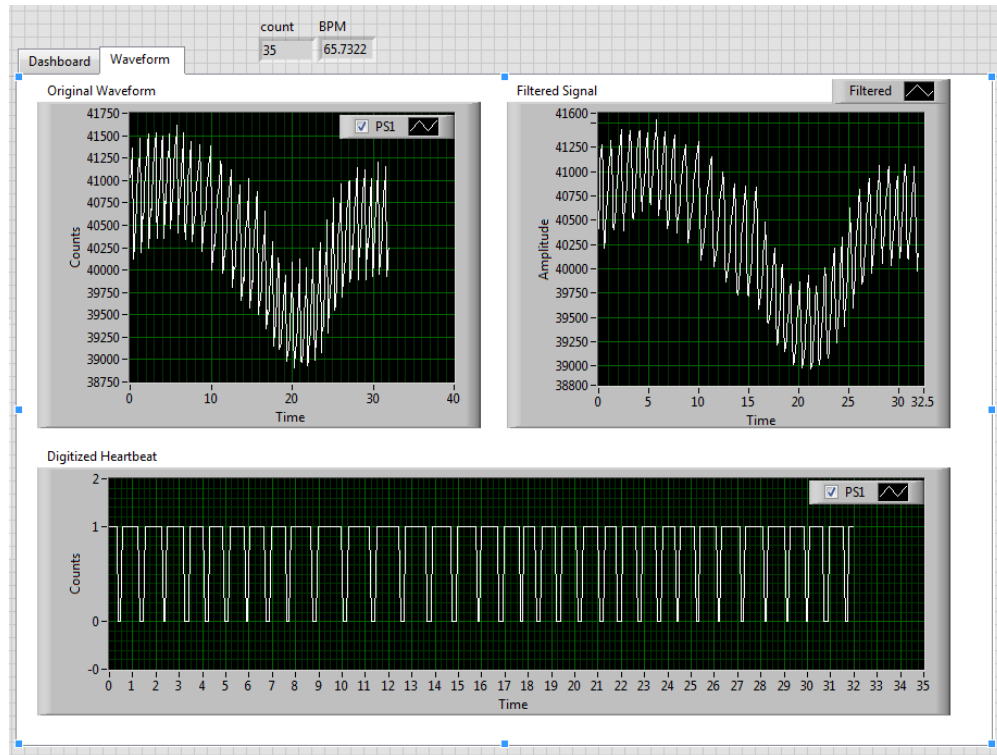 count BPM
35 65.7322
Dashboard Waveform
Original Waveform
PS1
Counts
41750
41500
41250
41000
40750
40500
40250
40000
39750
39500
39250
39000
38750
0 10 20 30 40
Time
Filtered Signal
Filtered
Amplitude
41600
41250
41000
40750
40500
40250
40000
39750
39500
39250
39000
38800
0 5 10 15 20 25 30 32.5
Time
Digitized Heartbeat
PS1
Counts
2
1
0
-0
0 1 2 3 4 5 6 7 8 9 10 11 12 13 14 15 16 17 18 19 20 21 22 23 24 25 26 27 28 29 30 31 32 33 34 35
Time